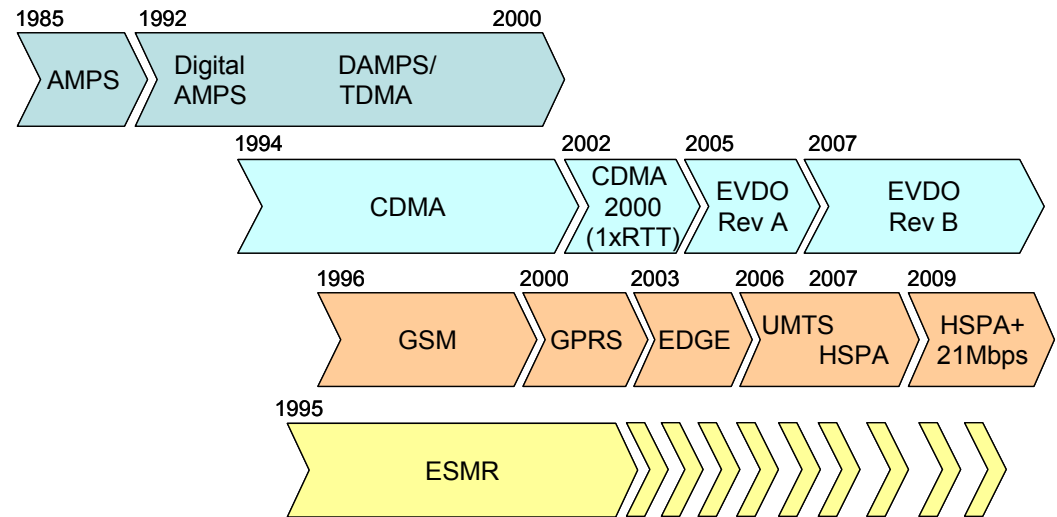 1985 1992 2000
AMPS
Digital
AMPS
DAMPS/
TDMA
1994 2002 2005 2007
CDMA
CDMA
2000
(1xRTT)
EVDO
Rev A
EVDO
Rev B
1996 2000 2003 2006 2007 2009
GSM
GPRS
EDGE
UMTS
HSPA
HSPA+
21Mbps
1995
ESMR